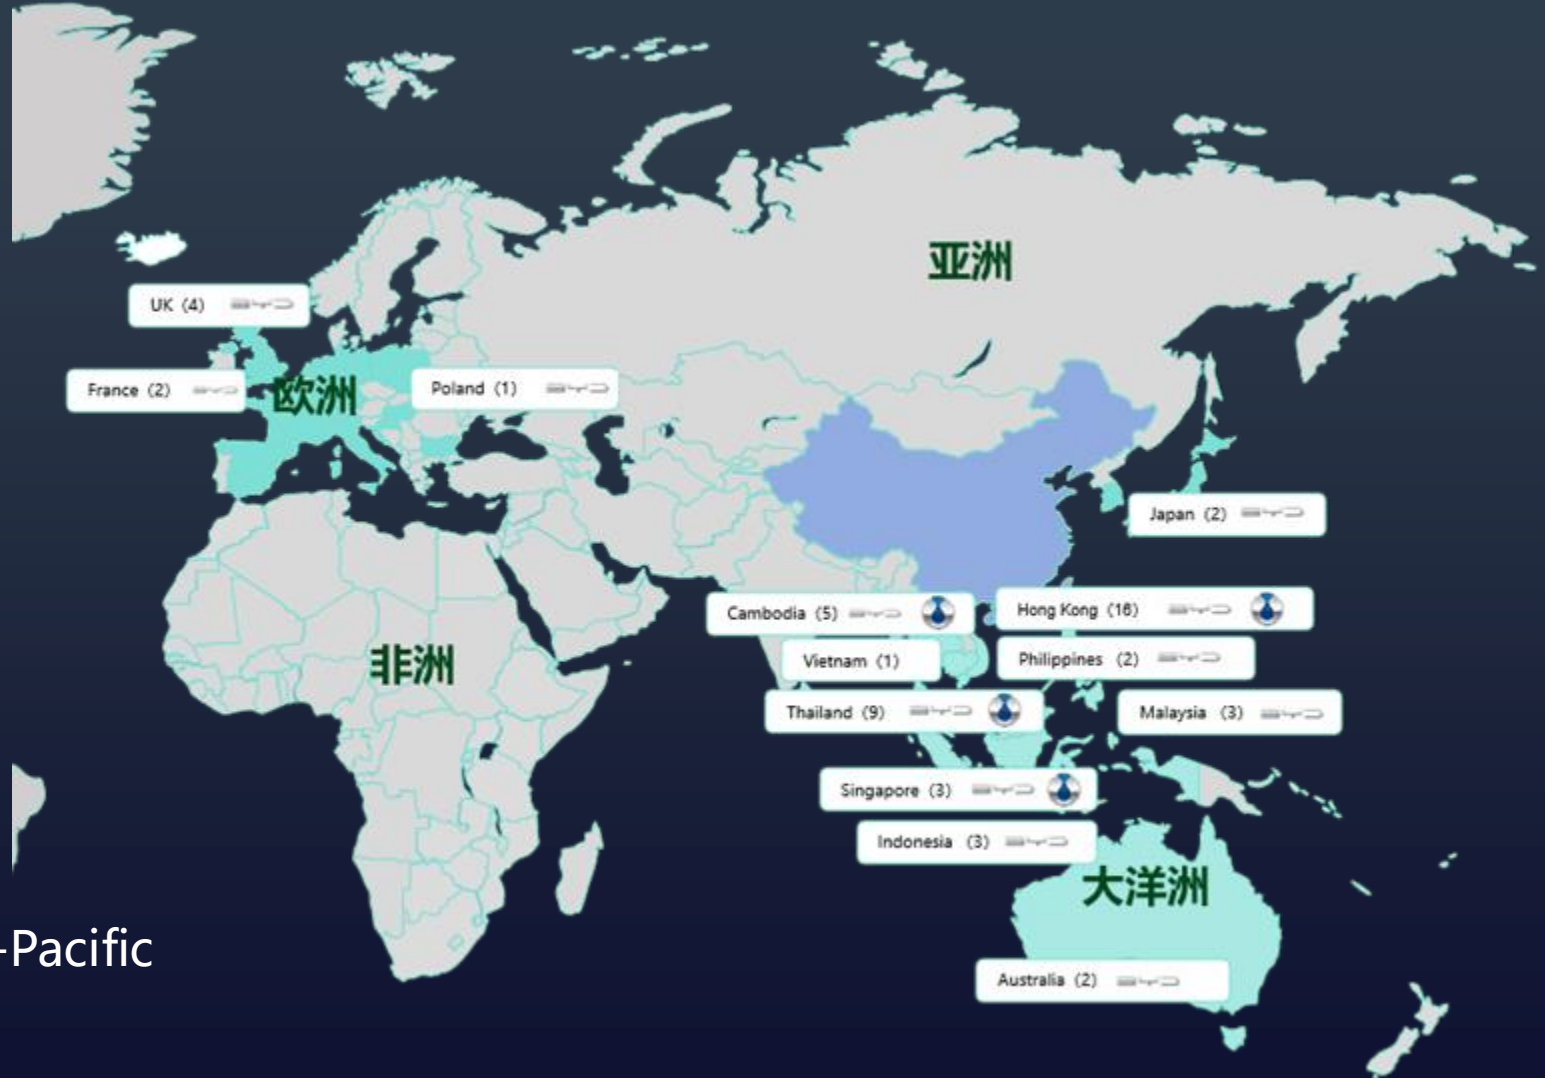 亚洲
UK (4)
France (2)
欧洲
Poland (1)
Japan (2)
Cambodia (5)
Hong Kong (16)
Vietnam (1)
Philippines (2)
非洲
Thailand (9)
Malaysia (3)
Singapore (3)
Indonesia (3)
大洋洲
-Pacific
Australia (2)